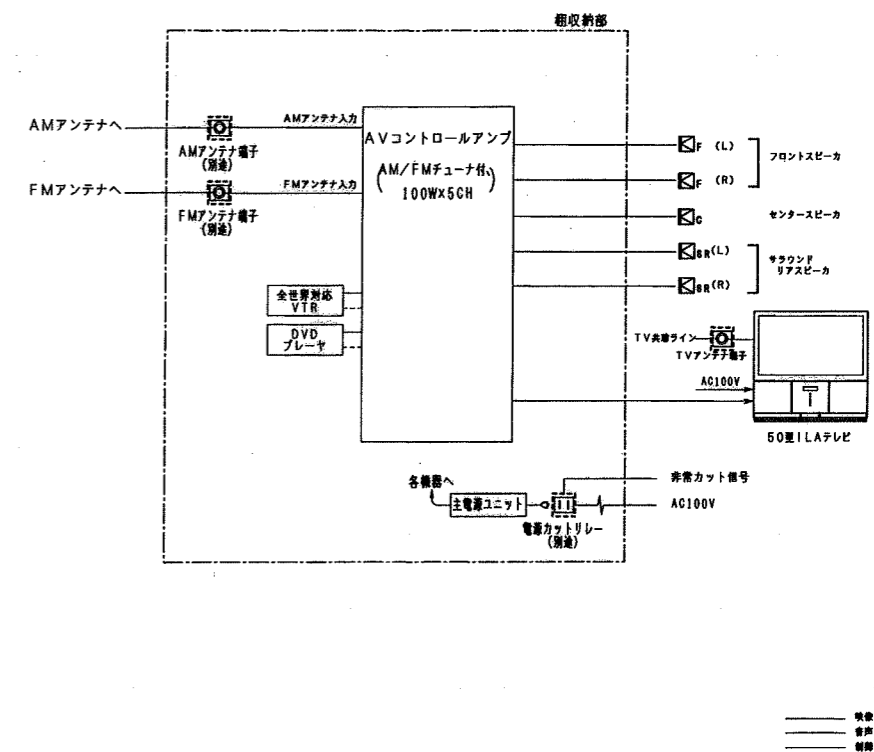 棚収納部
AMアンテナへ
AMアンテナ入力
AMアンテナ端子
(別途)
FMアンテナへ
FMアンテナ入力
FMアンテナ端子
(別途)
AVコントロールアンプ
(AM/FMチューナ付、
100W×5CH)
全世界対応
VTR
DVD
プレーヤ
F (L)
F (R)
フロントスピーカ
C
センタースピーカ
SR(L)
SR(R)
サラウンド
リアスピーカ
TV共聴ライン
TVアンテナ端子
AC100V
50型ILAテレビ
各機器へ
主電源ユニット
非常カット信号
AC100V
電源カットリレー
(別途)
映像
音声
制御